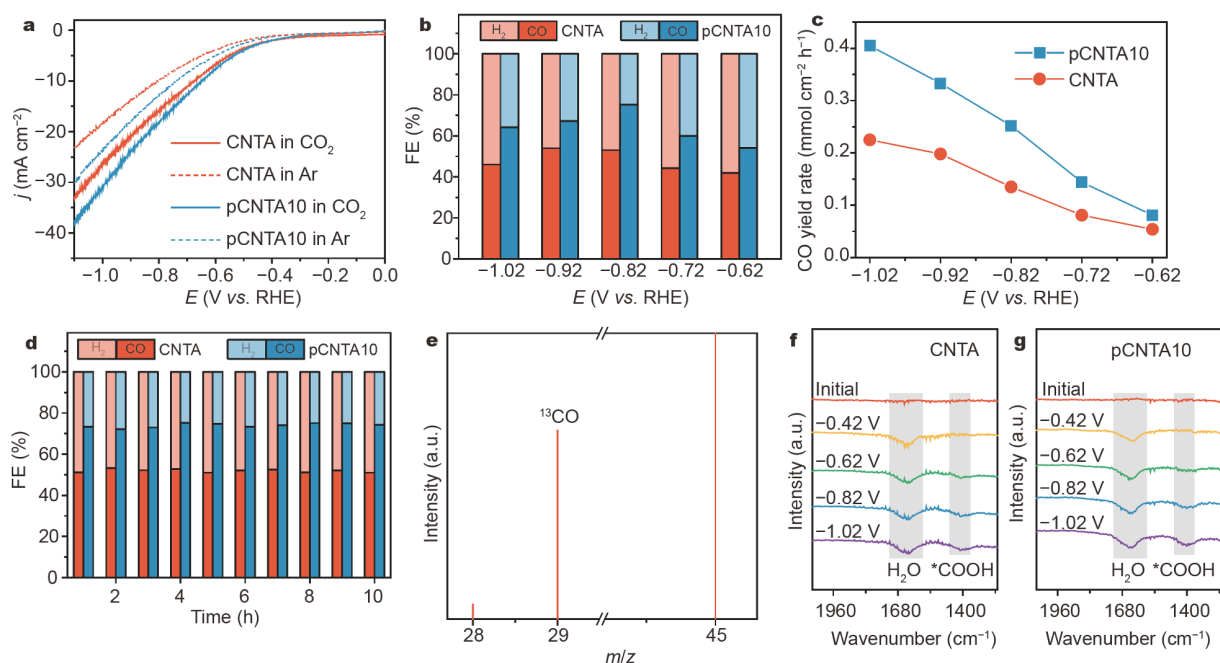 a
0
−10
−20
−30
−40
j (mA cm⁻²)
CNTA in CO₂
CNTA in Ar
pCNTA10 in CO₂
pCNTA10 in Ar
−1.0 −0.8 −0.6 −0.4 −0.2 0.0
E (V vs. RHE)
b
H₂ CO CNTA H₂ CO pCNTA10
100
80
60
40
20
0
FE (%)
−1.02 −0.92 −0.82 −0.72 −0.62
E (V vs. RHE)
c
0.4
0.3
0.2
0.1
0.0
CO yield rate (mmol cm⁻² h⁻¹)
pCNTA10
CNTA
−1.02 −0.92 −0.82 −0.72 −0.62
E (V vs. RHE)
d
H₂ CO CNTA H₂ CO pCNTA10
100
80
60
40
20
0
FE (%)
2 4 6 8 10
Time (h)
e
¹³CO
Intensity (a.u.)
28 29 45
m/z
f
CNTA
Initial
−0.42 V
−0.62 V
−0.82 V
−1.02 V
H₂O *COOH
Intensity (a.u.)
1960 1680 1400
Wavenumber (cm⁻¹)
g
pCNTA10
Initial
−0.42 V
−0.62 V
−0.82 V
−1.02 V
H₂O *COOH
Intensity (a.u.)
1960 1680 1400
Wavenumber (cm⁻¹)